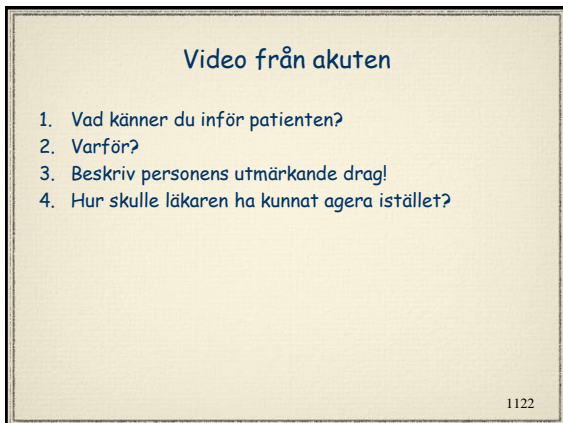 Video från akuten
1. Vad känner du inför patienten?
2. Varför?
3. Beskriv personens utmärkande drag!
4. Hur skulle läkaren ha kunnat agera istället?
1122